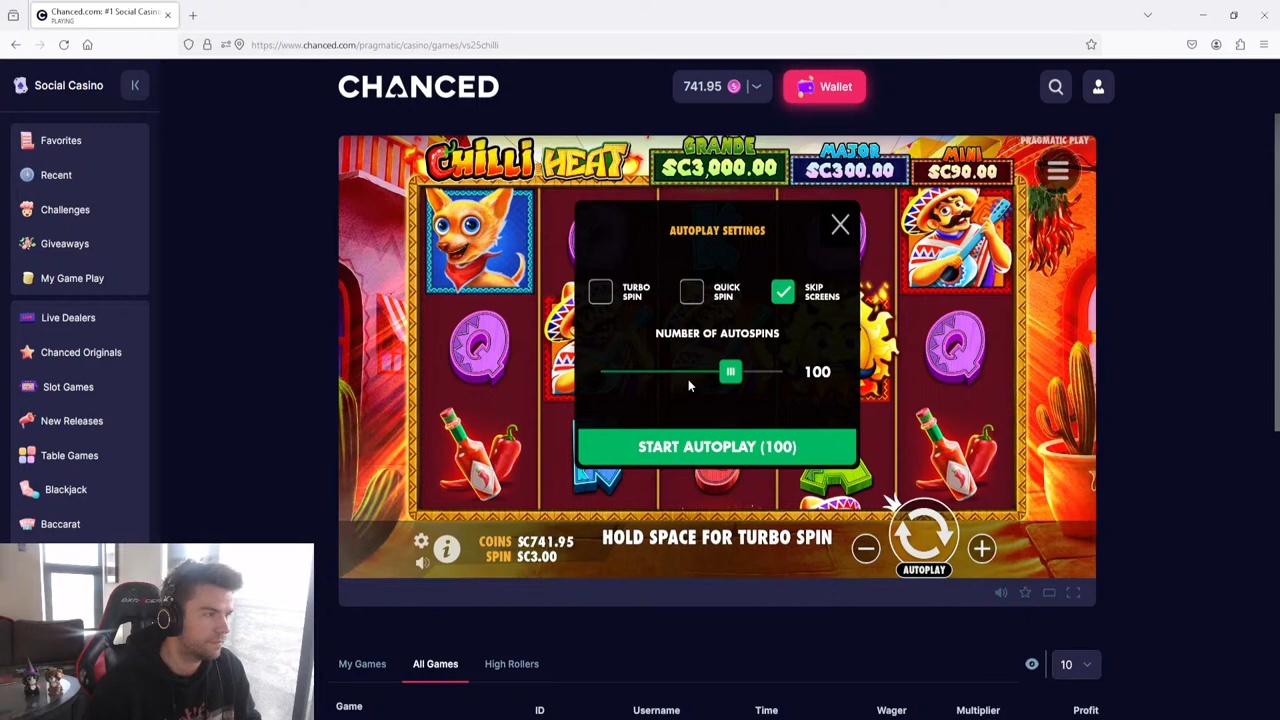 Chanced.com: #1 Social Casin
PLAYING
https://www.chanced.com/pragmatic/casino/games/vs25chilli
Social Casino
CHANCED
741.95
Wallet
Favorites
Recent
Challenges
Giveaways
My Game Play
Live Dealers
Chanced Originals
Slot Games
New Releases
Table Games
Blackjack
Baccarat
PRAGMATIC PLAY
CHILLI HEAT
GRANDE
SC3,000.00
MAJOR
SC300.00
MINI
SC90.00
AUTOPLAY SETTINGS
TURBO SPIN
QUICK SPIN
SKIP SCREENS
NUMBER OF AUTOSPINS
100
START AUTOPLAY (100)
Q
Q
COINS SC741.95
SPIN SC3.00
HOLD SPACE FOR TURBO SPIN
AUTOPLAY
My Games
All Games
High Rollers
10
Game
ID
Username
Time
Wager
Multiplier
Profit